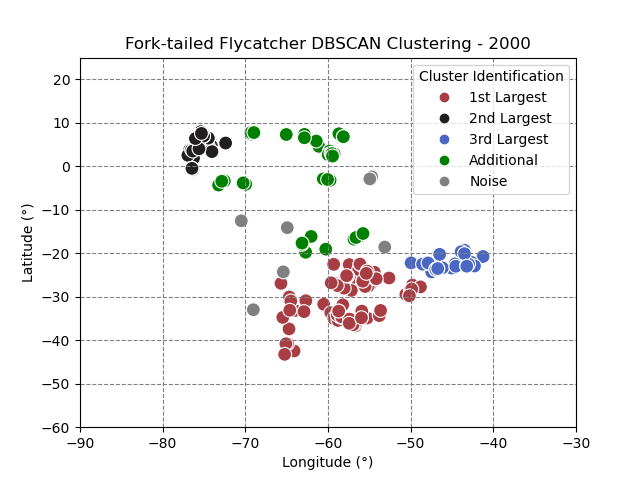 Fork-tailed Flycatcher DBSCAN Clustering - 2000
Cluster Identification
1st Largest
2nd Largest
3rd Largest
Additional
Noise
20
10
0
−10
−20
−30
−40
−50
−60
Latitude (°)
−90 −80 −70 −60 −50 −40 −30
Longitude (°)